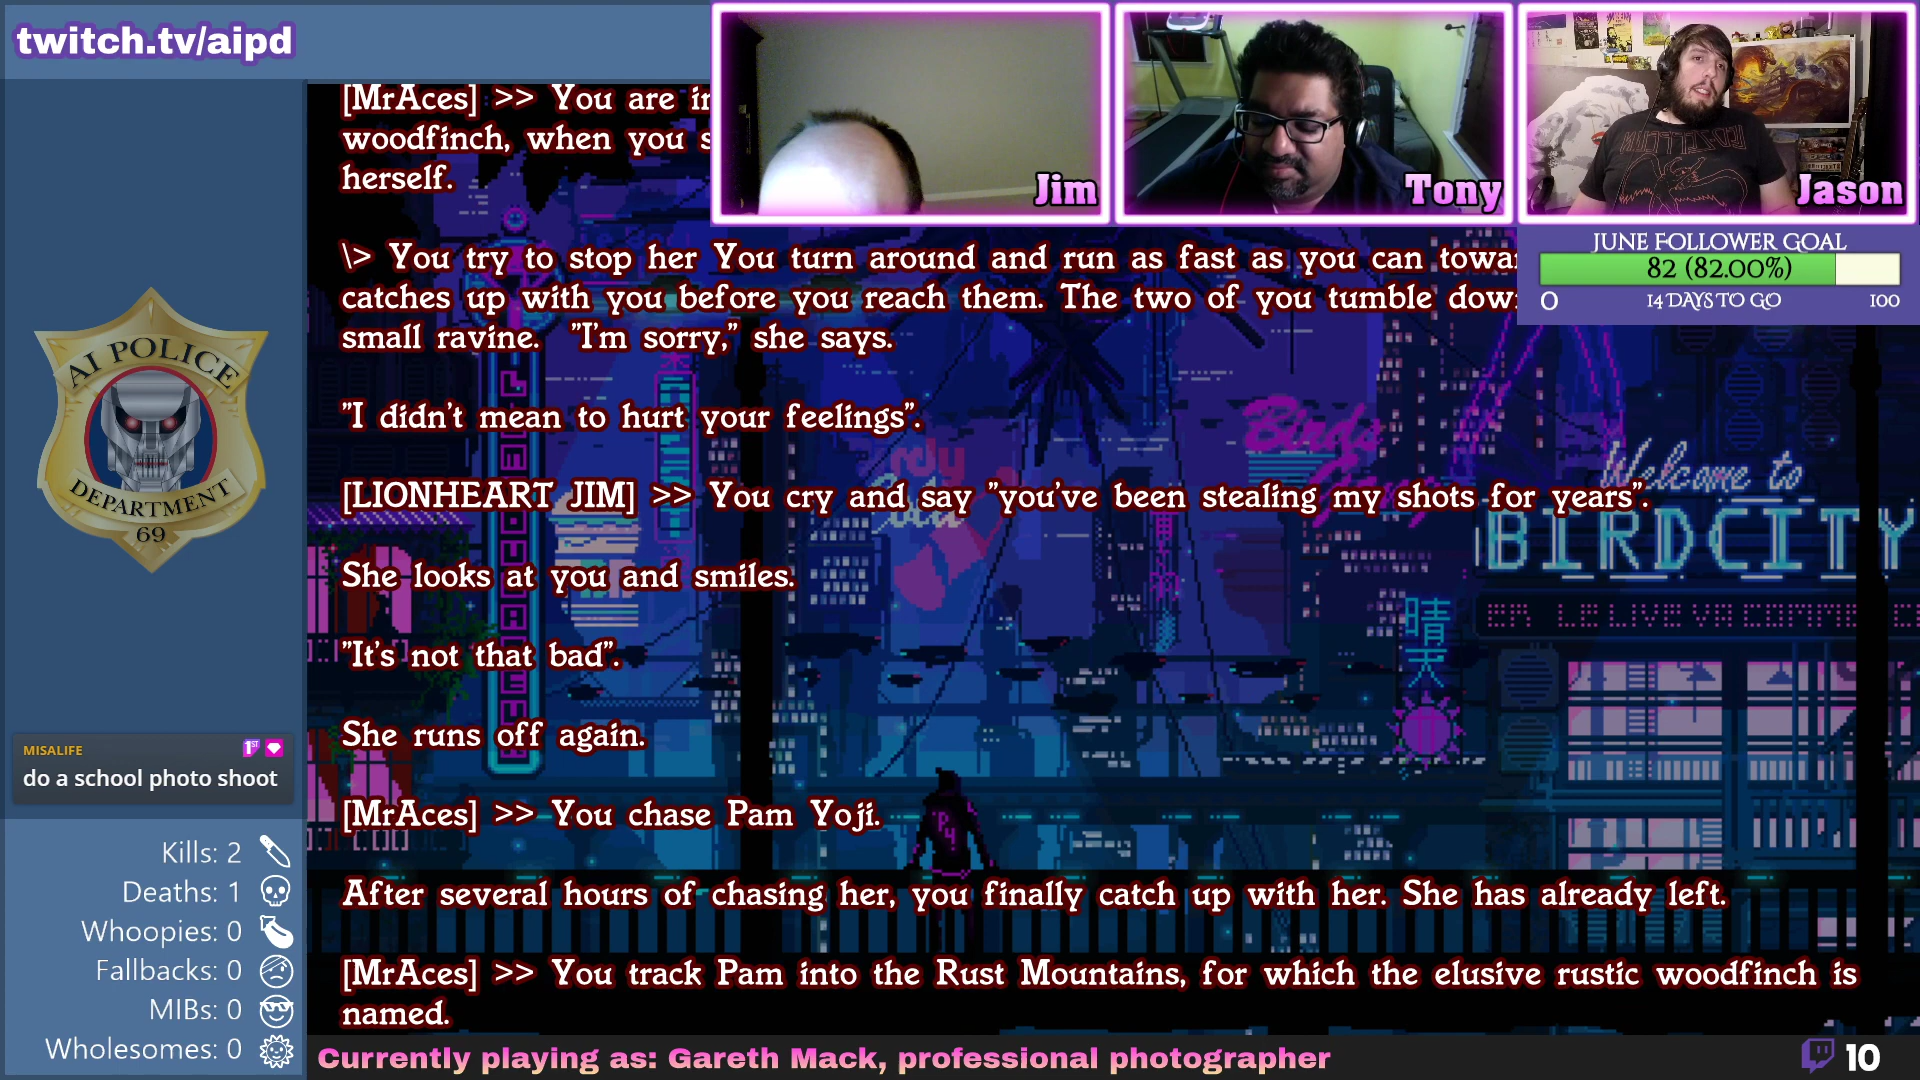 twitch.tv/aipd
[MrAces] >> You are in
woodfinch, when you s
herself.
Jim
Tony
Jason
JUNE FOLLOWER GOAL
82 (82.00%)
0 14 DAYS TO GO 100
\> You try to stop her You turn around and run as fast as you can towar
catches up with you before you reach them. The two of you tumble dow
small ravine. "I'm sorry," she says.
"I didn't mean to hurt your feelings".
[LIONHEART JIM] >> You cry and say "you've been stealing my shots for years".
She looks at you and smiles.
"It's not that bad".
She runs off again.
[MrAces] >> You chase Pam Yoji.
After several hours of chasing her, you finally catch up with her. She has already left.
[MrAces] >> You track Pam into the Rust Mountains, for which the elusive rustic woodfinch is
named.
Birds
Welcome to
BIRDCITY
晴天
P4
AI POLICE
DEPARTMENT
69
MISALIFE 1ST
do a school photo shoot
Kills: 2
Deaths: 1
Whoopies: 0
Fallbacks: 0
MIBs: 0
Wholesomes: 0
Currently playing as: Gareth Mack, professional photographer
10